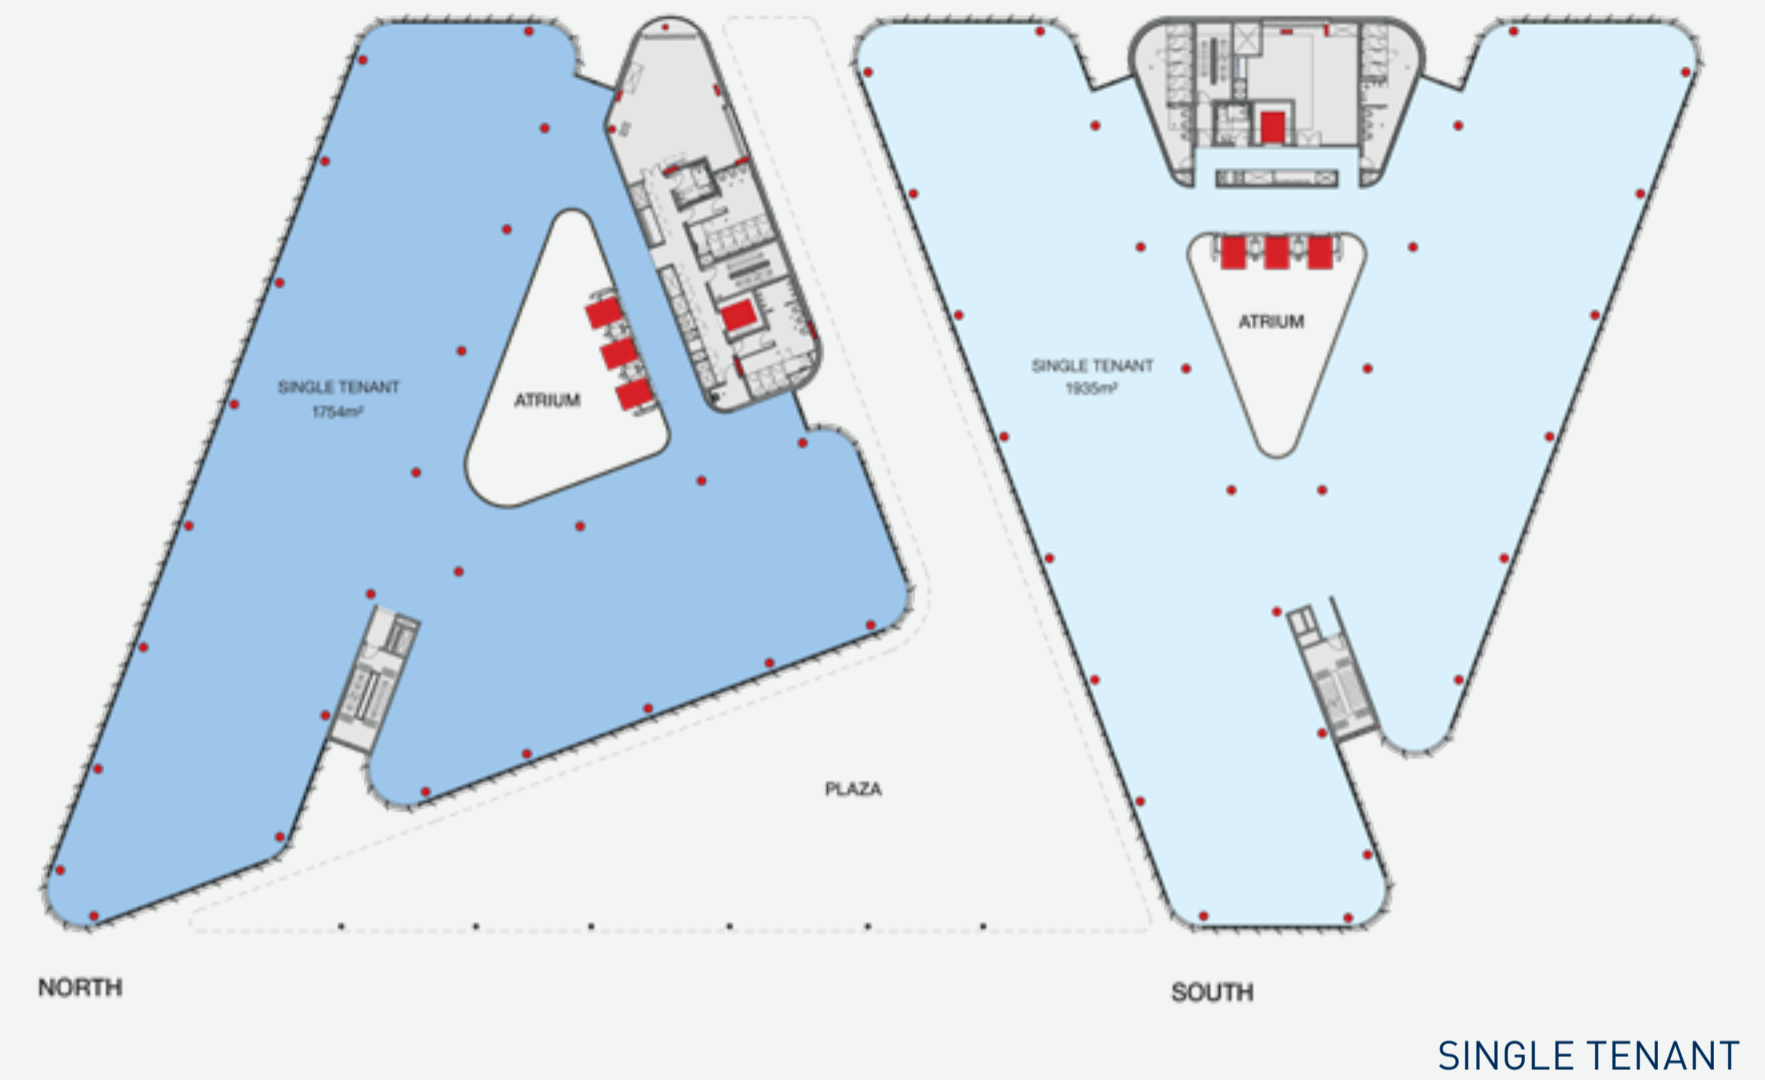 SINGLE TENANT
1754m²
ATRIUM
SINGLE TENANT
1935m²
ATRIUM
PLAZA
NORTH
SOUTH
SINGLE TENANT